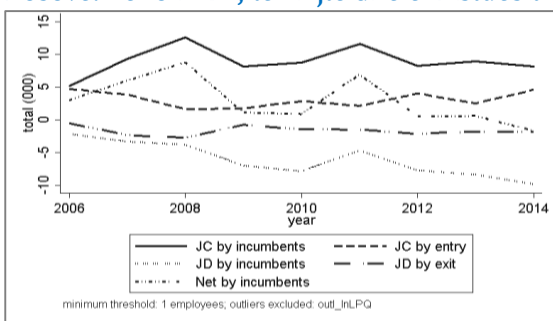 15
10
5
0
-5
-10
total (000)
2006
2008
2010
2012
2014
year
JC by incumbents
JC by entry
JD by incumbents
JD by exit
Net by incumbents
minimum threshold: 1 employees; outliers excluded: outl_lnLPQ